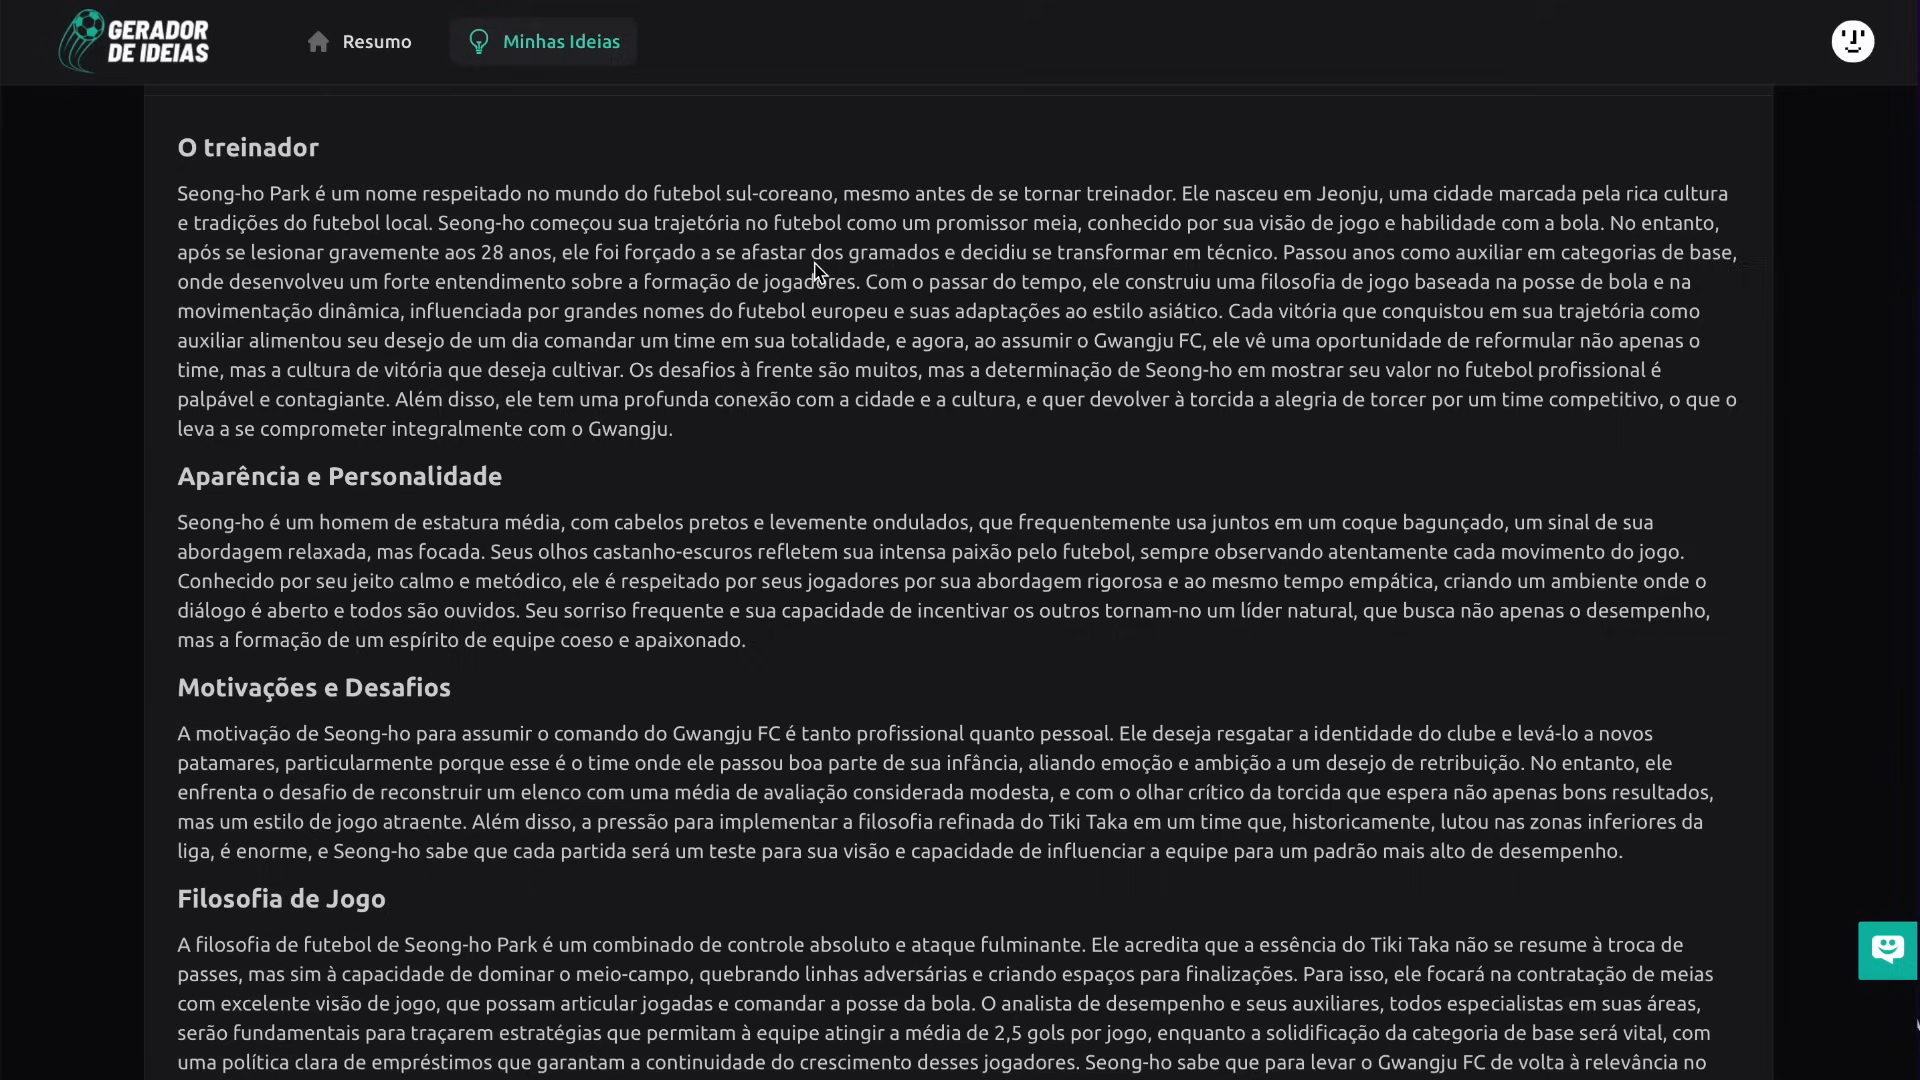 GERADOR
DE IDEIAS
Resumo
Minhas Ideias
O treinador
Seong-ho Park é um nome respeitado no mundo do futebol sul-coreano, mesmo antes de se tornar treinador. Ele nasceu em Jeonju, uma cidade marcada pela rica cultura
e tradições do futebol local. Seong-ho começou sua trajetória no futebol como um promissor meia, conhecido por sua visão de jogo e habilidade com a bola. No entanto,
após se lesionar gravemente aos 28 anos, ele foi forçado a se afastar dos gramados e decidiu se transformar em técnico. Passou anos como auxiliar em categorias de base,
onde desenvolveu um forte entendimento sobre a formação de jogadores. Com o passar do tempo, ele construiu uma filosofia de jogo baseada na posse de bola e na
movimentação dinâmica, influenciada por grandes nomes do futebol europeu e suas adaptações ao estilo asiático. Cada vitória que conquistou em sua trajetória como
auxiliar alimentou seu desejo de um dia comandar um time em sua totalidade, e agora, ao assumir o Gwangju FC, ele vê uma oportunidade de reformular não apenas o
time, mas a cultura de vitória que deseja cultivar. Os desafios à frente são muitos, mas a determinação de Seong-ho em mostrar seu valor no futebol profissional é
palpável e contagiante. Além disso, ele tem uma profunda conexão com a cidade e a cultura, e quer devolver à torcida a alegria de torcer por um time competitivo, o que o
leva a se comprometer integralmente com o Gwangju.
Aparência e Personalidade
Seong-ho é um homem de estatura média, com cabelos pretos e levemente ondulados, que frequentemente usa juntos em um coque bagunçado, um sinal de sua
abordagem relaxada, mas focada. Seus olhos castanho-escuros refletem sua intensa paixão pelo futebol, sempre observando atentamente cada movimento do jogo.
Conhecido por seu jeito calmo e metódico, ele é respeitado por seus jogadores por sua abordagem rigorosa e ao mesmo tempo empática, criando um ambiente onde o
diálogo é aberto e todos são ouvidos. Seu sorriso frequente e sua capacidade de incentivar os outros tornam-no um líder natural, que busca não apenas o desempenho,
mas a formação de um espírito de equipe coeso e apaixonado.
Motivações e Desafios
A motivação de Seong-ho para assumir o comando do Gwangju FC é tanto profissional quanto pessoal. Ele deseja resgatar a identidade do clube e levá-lo a novos
patamares, particularmente porque esse é o time onde ele passou boa parte de sua infância, aliando emoção e ambição a um desejo de retribuição. No entanto, ele
enfrenta o desafio de reconstruir um elenco com uma média de avaliação considerada modesta, e com o olhar crítico da torcida que espera não apenas bons resultados,
mas um estilo de jogo atraente. Além disso, a pressão para implementar a filosofia refinada do Tiki Taka em um time que, historicamente, lutou nas zonas inferiores da
liga, é enorme, e Seong-ho sabe que cada partida será um teste para sua visão e capacidade de influenciar a equipe para um padrão mais alto de desempenho.
Filosofia de Jogo
A filosofia de futebol de Seong-ho Park é um combinado de controle absoluto e ataque fulminante. Ele acredita que a essência do Tiki Taka não se resume à troca de
passes, mas sim à capacidade de dominar o meio-campo, quebrando linhas adversárias e criando espaços para finalizações. Para isso, ele focará na contratação de meias
com excelente visão de jogo, que possam articular jogadas e comandar a posse da bola. O analista de desempenho e seus auxiliares, todos especialistas em suas áreas,
serão fundamentais para traçarem estratégias que permitam à equipe atingir a média de 2,5 gols por jogo, enquanto a solidificação da categoria de base será vital, com
uma política clara de empréstimos que garantam a continuidade do crescimento desses jogadores. Seong-ho sabe que para levar o Gwangju FC de volta à relevância no